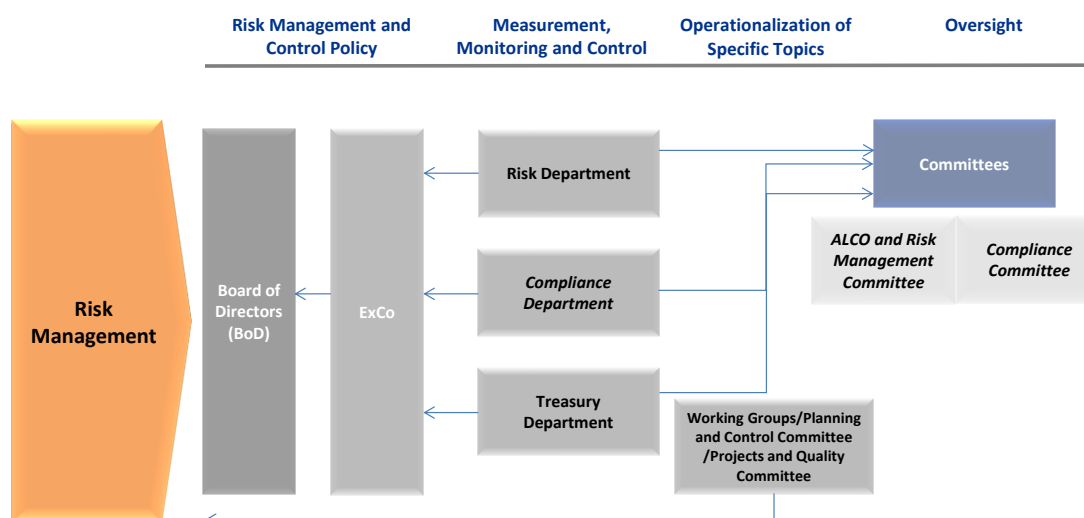 Risk Management and
Control Policy
Measurement,
Monitoring and Control
Operationalization of
Specific Topics
Oversight
Risk
Management
Board of
Directors
(BoD)
ExCo
Risk Department
Compliance
Department
Treasury
Department
Working Groups/Planning
and Control Committee
/Projects and Quality
Committee
Committees
ALCO and Risk
Management
Committee
Compliance
Committee